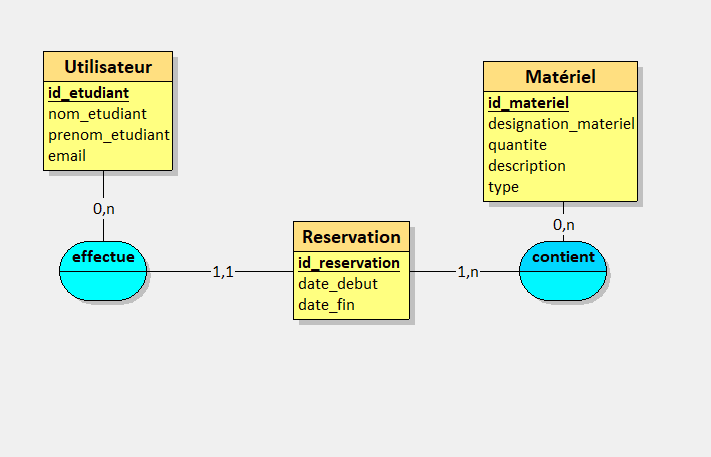 Utilisateur
id_etudiant
nom_etudiant
prenom_etudiant
email
Matériel
id_materiel
designation_materiel
quantite
description
type
0,n
0,n
effectue
1,1
Reservation
id_reservation
date_debut
date_fin
1,n
contient